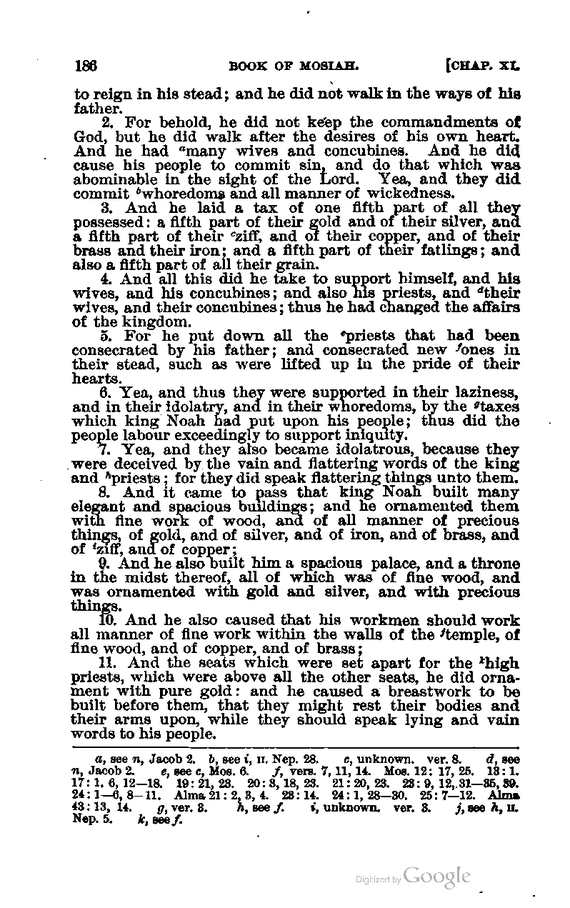 186 BOOK OF MOSIAH. [CHAP. XI.
to reign in his stead; and he did not walk in the ways of his
father.
2. For behold, he did not keep the commandments of
God, but he did walk after the desires of his own heart.
And he had ᵃmany wives and concubines. And he did
cause his people to commit sin, and do that which was
abominable in the sight of the Lord. Yea, and they did
commit ᵇwhoredoms and all manner of wickedness.
3. And he laid a tax of one fifth part of all they
possessed: a fifth part of their gold and of their silver, and
a fifth part of their ᶜziff, and of their copper, and of their
brass and their iron; and a fifth part of their fatlings; and
also a fifth part of all their grain.
4. And all this did he take to support himself, and his
wives, and his concubines; and also his priests, and ᵈtheir
wives, and their concubines; thus he had changed the affairs
of the kingdom.
5. For he put down all the ᵉpriests that had been
consecrated by his father; and consecrated new ᶠones in
their stead, such as were lifted up in the pride of their
hearts.
6. Yea, and thus they were supported in their laziness,
and in their idolatry, and in their whoredoms, by the ᵍtaxes
which king Noah had put upon his people; thus did the
people labour exceedingly to support iniquity.
7. Yea, and they also became idolatrous, because they
were deceived by the vain and flattering words of the king
and ʰpriests; for they did speak flattering things unto them.
8. And it came to pass that king Noah built many
elegant and spacious buildings; and he ornamented them
with fine work of wood, and of all manner of precious
things, of gold, and of silver, and of iron, and of brass, and
of ⁱziff, and of copper;
9. And he also built him a spacious palace, and a throne
in the midst thereof, all of which was of fine wood, and
was ornamented with gold and silver, and with precious
things.
10. And he also caused that his workmen should work
all manner of fine work within the walls of the ʲtemple, of
fine wood, and of copper, and of brass;
11. And the seats which were set apart for the ᵏhigh
priests, which were above all the other seats, he did orna-
ment with pure gold: and he caused a breastwork to be
built before them, that they might rest their bodies and
their arms upon, while they should speak lying and vain
words to his people.
a, see n, Jacob 2. b, see i, II. Nep. 28. c, unknown. ver. 8. d, see
n, Jacob 2. e, see c, Mos. 6. f, vers. 7, 11, 14. Mos. 12: 17, 25. 13: 1.
17: 1, 6, 12—18. 19: 21, 23. 20: 3, 18, 23. 21: 20, 23. 23: 9, 12, 31—35, 39.
24: 1—6, 8—11. Alma 21: 2, 3, 4. 23: 14. 24: 1, 28—30. 25: 7—12. Alma
43: 13, 14. g, ver. 3. h, see f. i, unknown. ver. 3. j, see h, II.
Nep. 5. k, see f.
Digitized by Google